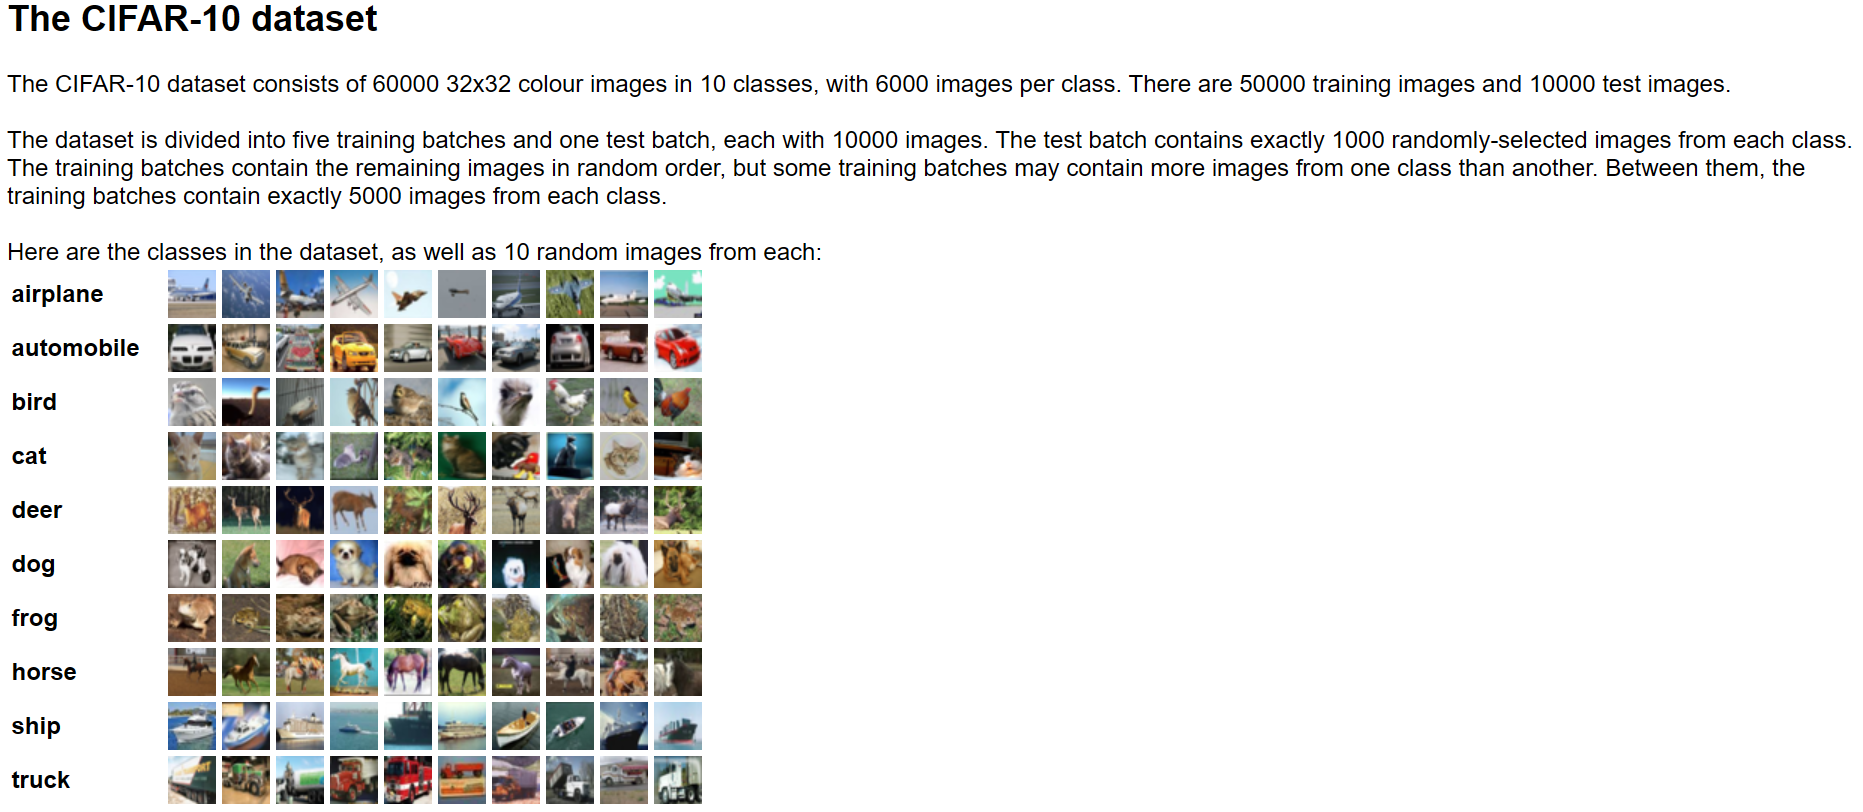 The CIFAR-10 dataset
The CIFAR-10 dataset consists of 60000 32x32 colour images in 10 classes, with 6000 images per class. There are 50000 training images and 10000 test images.
The dataset is divided into five training batches and one test batch, each with 10000 images. The test batch contains exactly 1000 randomly-selected images from each class.
The training batches contain the remaining images in random order, but some training batches may contain more images from one class than another. Between them, the
training batches contain exactly 5000 images from each class.
Here are the classes in the dataset, as well as 10 random images from each:
airplane
automobile
bird
cat
deer
dog
frog
horse
ship
truck